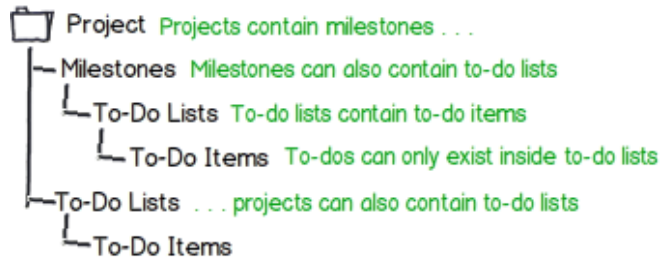 Project Projects contain milestones . . .
Milestones Milestones can also contain to-do lists
To-Do Lists To-do lists contain to-do items
To-Do Items To-dos can only exist inside to-do lists
To-Do Lists . . . projects can also contain to-do lists
To-Do Items